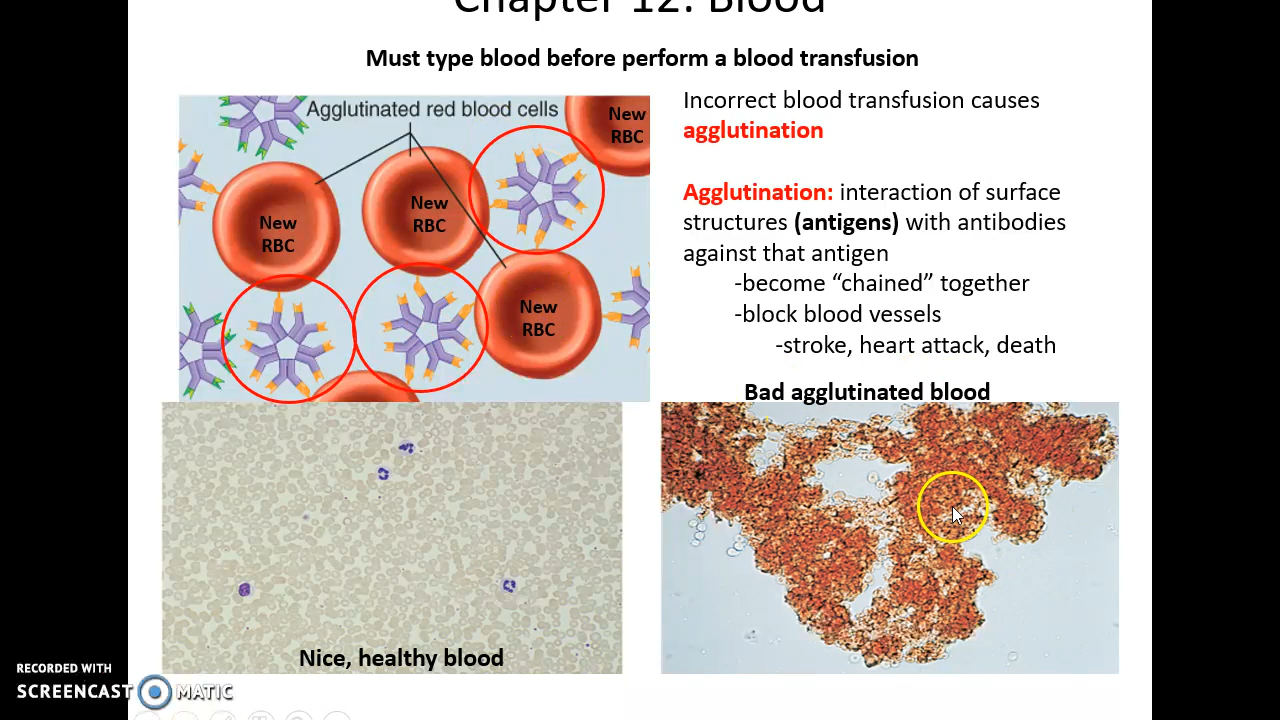 Chapter 12: Blood
Must type blood before perform a blood transfusion
Agglutinated red blood cells
New
RBC
New
RBC
New
RBC
New
RBC
Incorrect blood transfusion causes
agglutination
Agglutination: interaction of surface
structures (antigens) with antibodies
against that antigen
-become “chained” together
-block blood vessels
-stroke, heart attack, death
Bad agglutinated blood
Nice, healthy blood
RECORDED WITH
SCREENCAST MATIC